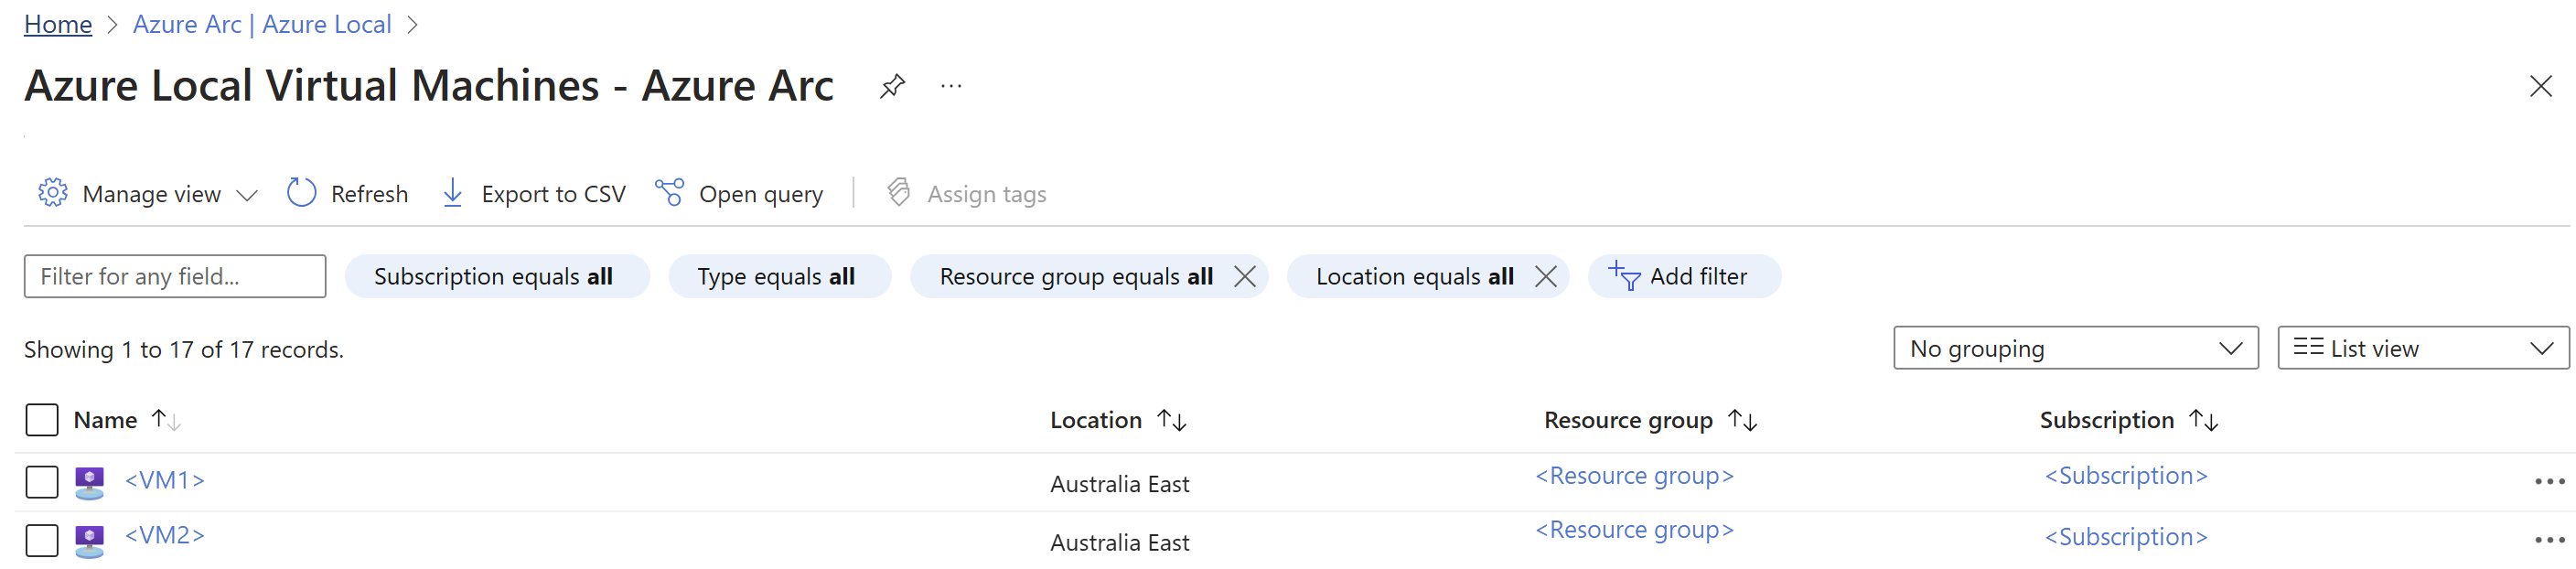 Home > Azure Arc | Azure Local >
Azure Local Virtual Machines - Azure Arc ...
Manage view Refresh Export to CSV Open query Assign tags
Filter for any field... Subscription equals all Type equals all Resource group equals all Location equals all Add filter
Showing 1 to 17 of 17 records. No grouping List view
Name Location Resource group Subscription
<VM1> Australia East <Resource group> <Subscription>
<VM2> Australia East <Resource group> <Subscription>